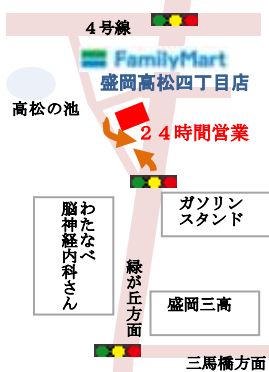 ４号線
FamilyMart
盛岡高松四丁目店
高松の池
２４時間営業
ガソリン
スタンド
わたなべ
脳神経内科さん
緑が丘方面
盛岡三高
三馬橋方面